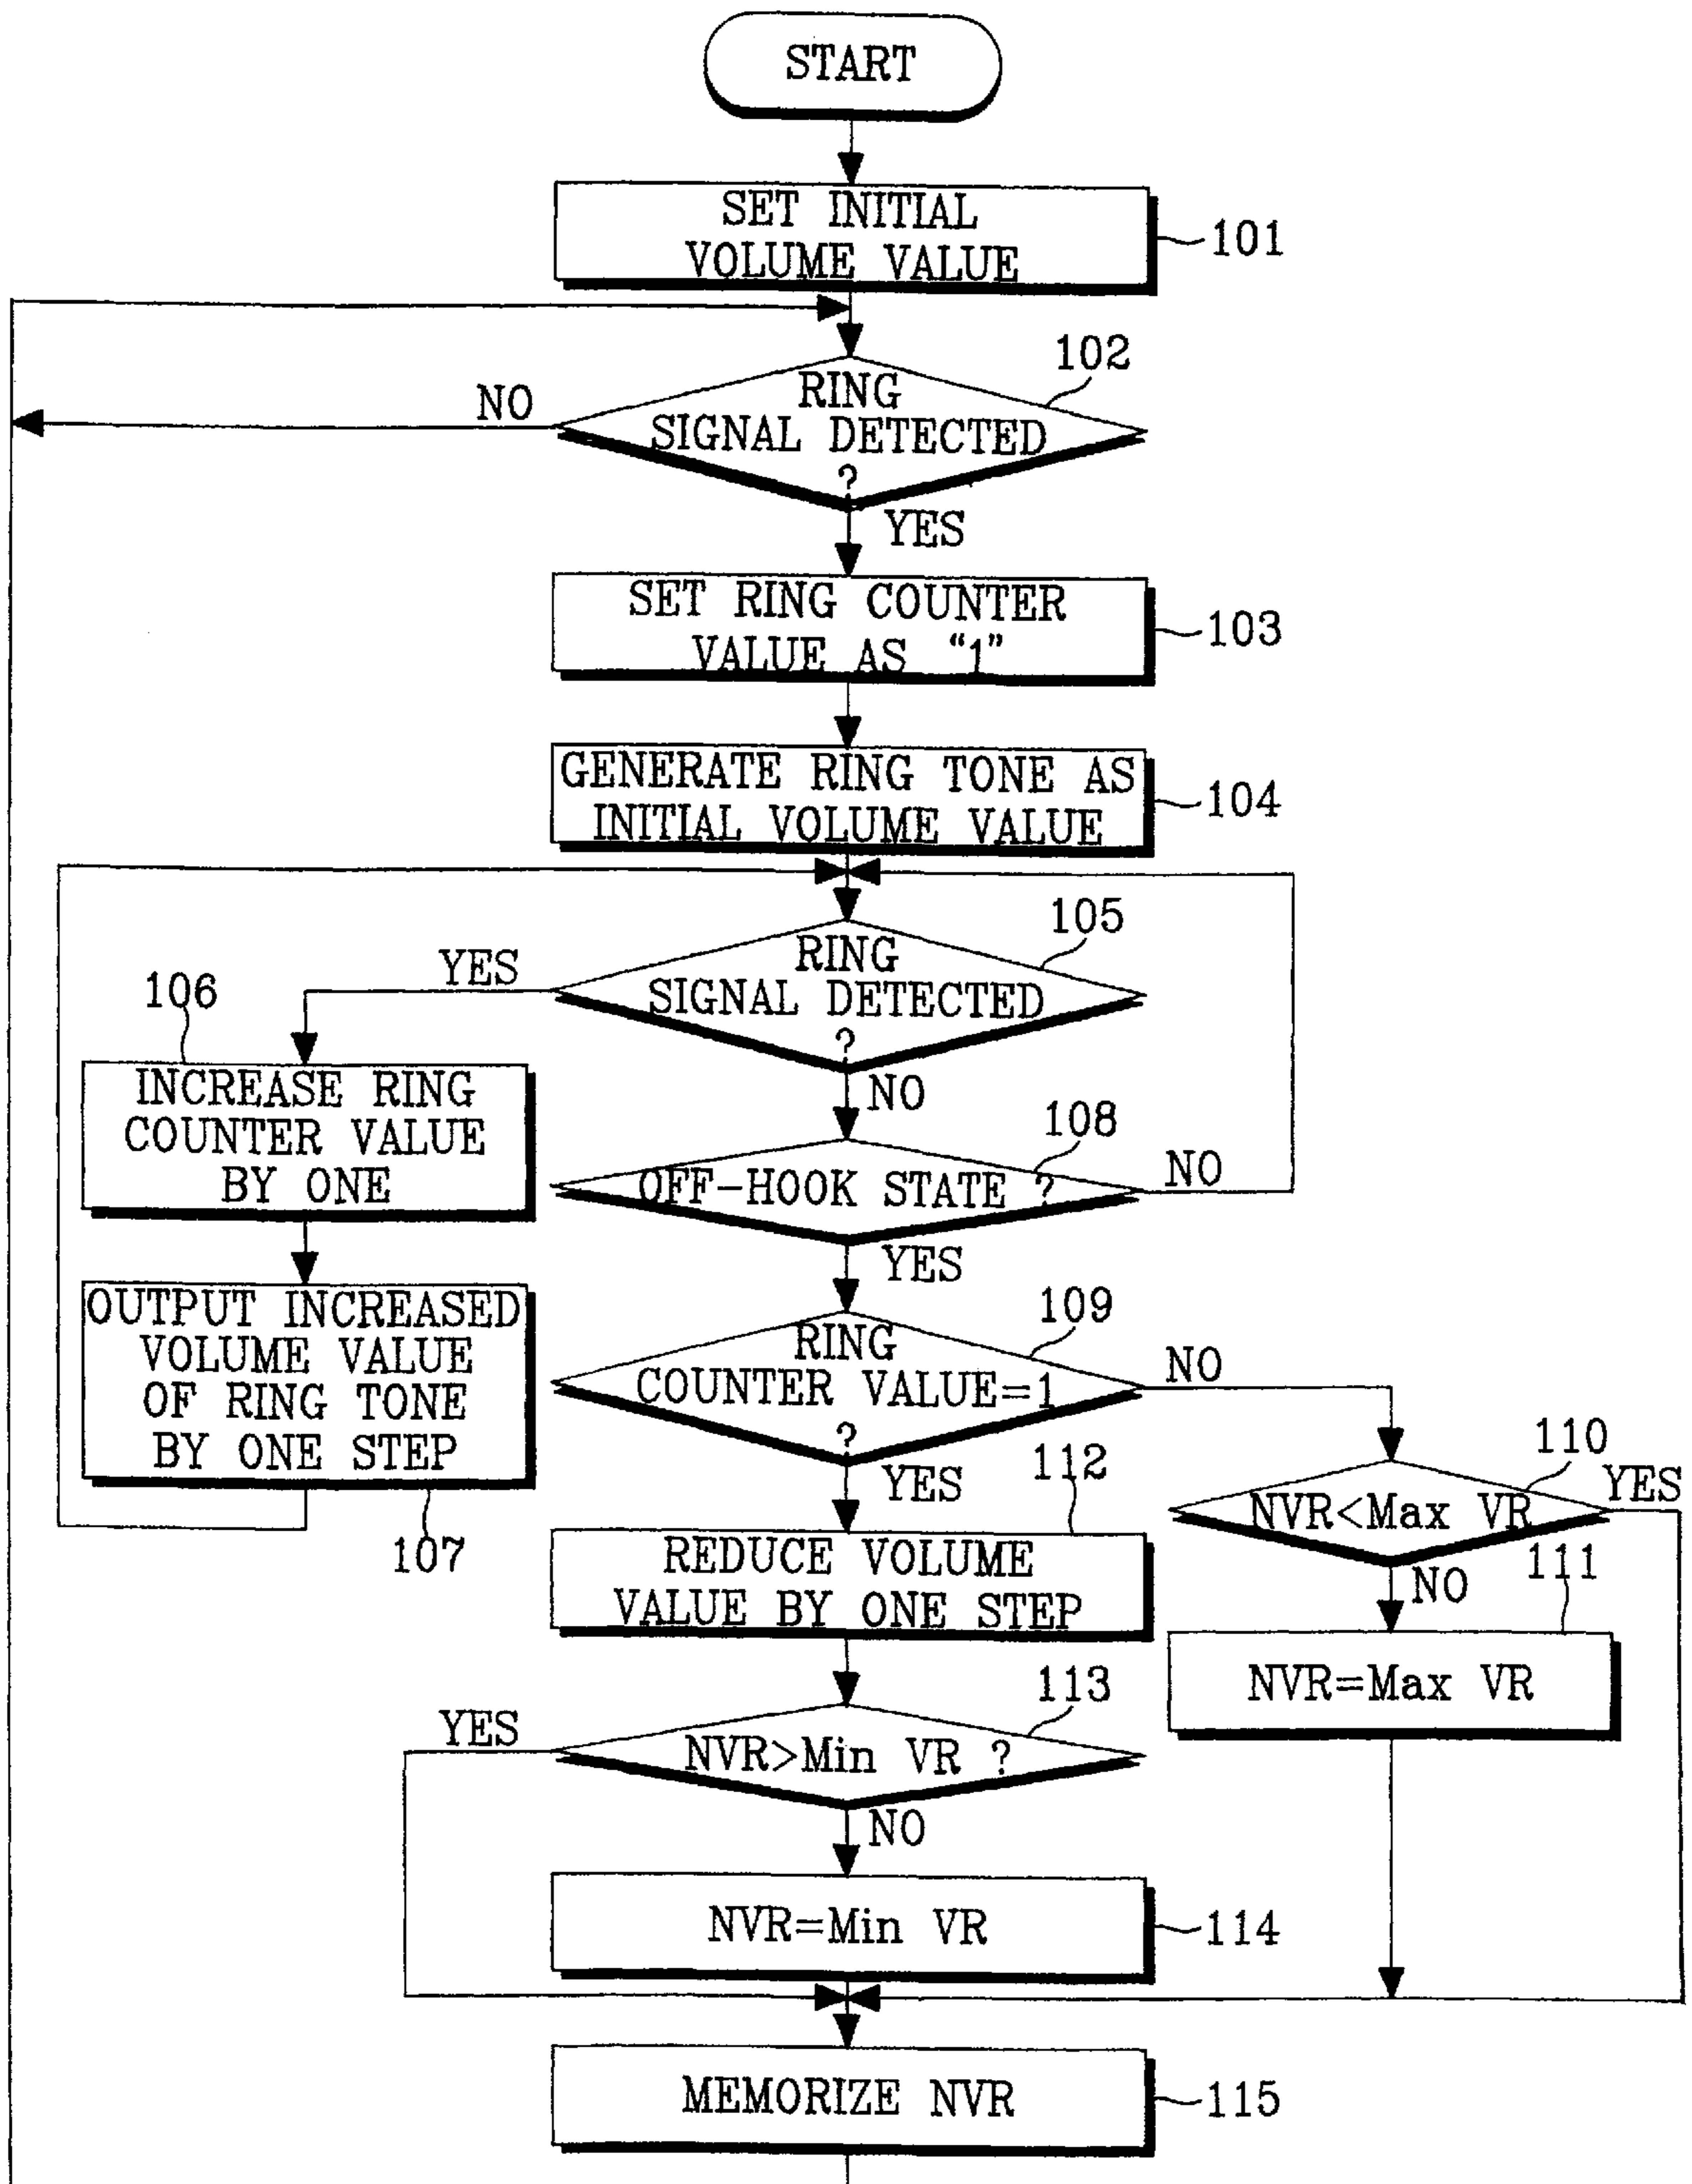 START
SET INITIAL
VOLUME VALUE
101
102
RING
SIGNAL DETECTED
?
NO
YES
SET RING COUNTER
VALUE AS “1”
103
GENERATE RING TONE AS
INITIAL VOLUME VALUE
104
105
RING
SIGNAL DETECTED
?
YES
NO
106
INCREASE RING
COUNTER VALUE
BY ONE
108
OFF-HOOK STATE ?
NO
YES
OUTPUT INCREASED
VOLUME VALUE
OF RING TONE
BY ONE STEP
107
109
RING
COUNTER VALUE=1
?
NO
YES
110
NVR<Max VR
YES
NO
112
REDUCE VOLUME
VALUE BY ONE STEP
111
NVR=Max VR
113
NVR>Min VR ?
YES
NO
NVR=Min VR
114
MEMORIZE NVR
115